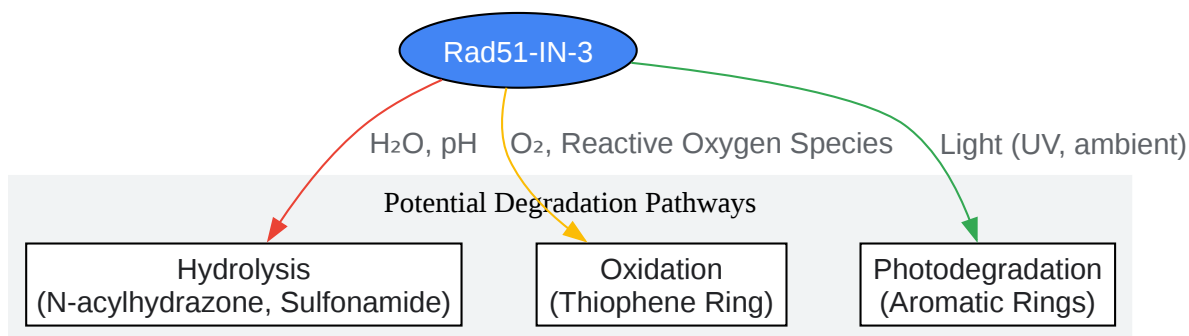 Rad51-IN-3
H₂O, pH
O₂, Reactive Oxygen Species
Light (UV, ambient)
Potential Degradation Pathways
Hydrolysis
(N-acylhydrazone, Sulfonamide)
Oxidation
(Thiophene Ring)
Photodegradation
(Aromatic Rings)